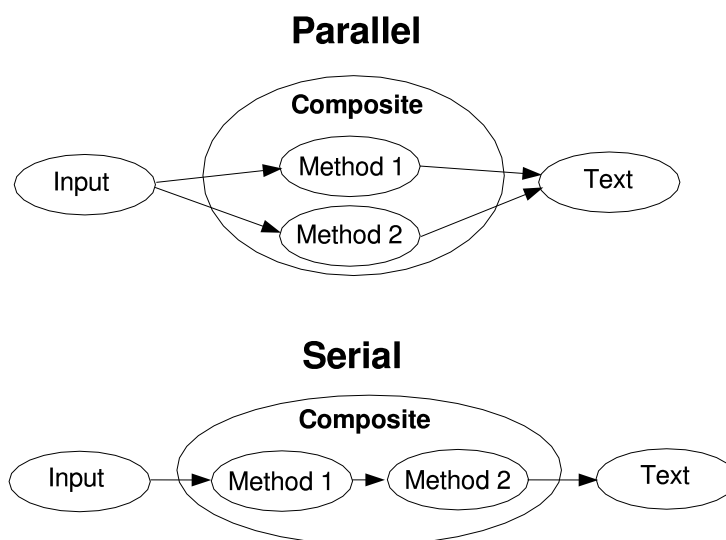 Parallel
Composite
Method 1
Input
Text
Method 2
Serial
Composite
Input
Method 1
Method 2
Text